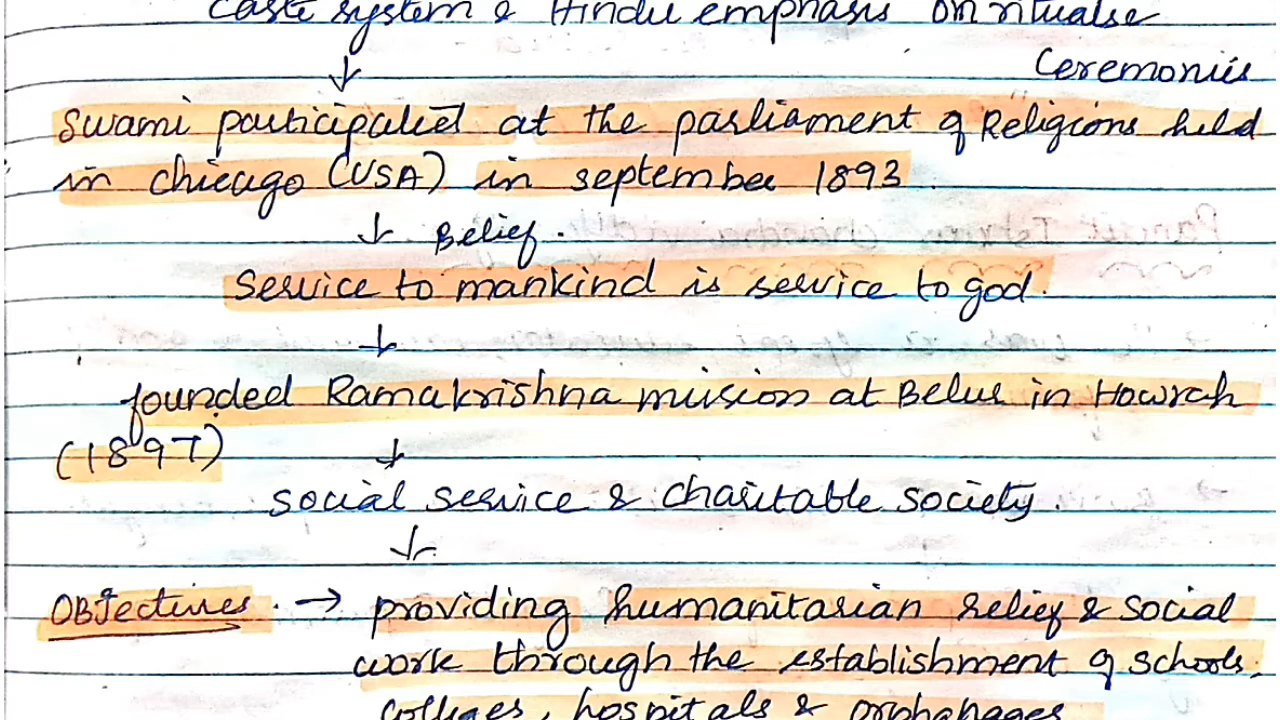 caste system & Hindu emphasis on rituals &
Ceremonies
↓
Swami participated at the parliament of Religions held
in chicago (USA) in september 1893.
↓ Belief.
Service to mankind is service to god.
↓
founded Ramakrishna mission at Belur in Howrah
(1897)
↓
social service & charitable society.
↓
OBJectives. → providing humanitarian relief & social
work through the establishment of schools,
colleges, hospitals & orphanages